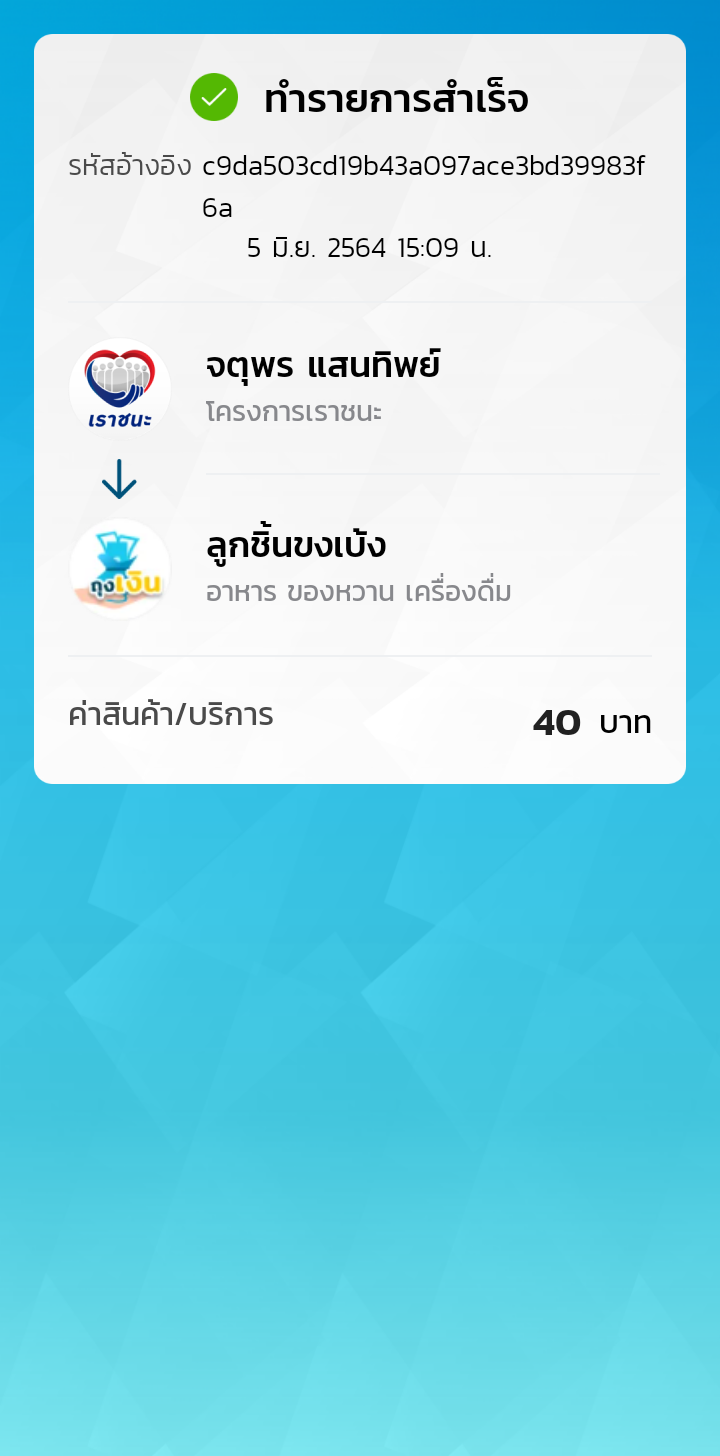 ทำรายการสำเร็จ
รหัสอ้างอิง c9da503cd19b43a097ace3bd39983f
6a
5 มิ.ย. 2564 15:09 น.
จตุพร แสนทิพย์
โครงการเราชนะ
เราชนะ
ลูกชิ้นขงเบ้ง
อาหาร ของหวาน เครื่องดื่ม
ถุงเงิน
ค่าสินค้า/บริการ
40 บาท